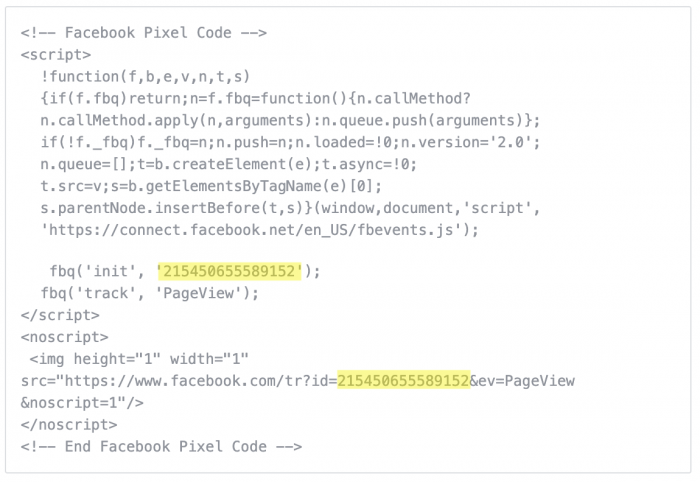 <!-- Facebook Pixel Code -->
<script>
!function(f,b,e,v,n,t,s)
{if(f.fbq)return;n=f.fbq=function(){n.callMethod?
n.callMethod.apply(n,arguments):n.queue.push(arguments)};
if(!f._fbq)f._fbq=n;n.push=n;n.loaded=!0;n.version='2.0';
n.queue=[];t=b.createElement(e);t.async=!0;
t.src=v;s=b.getElementsByTagName(e)[0];
s.parentNode.insertBefore(t,s)}(window,document,'script',
'https://connect.facebook.net/en_US/fbevents.js');
fbq('init', '215450655589152');
fbq('track', 'PageView');
</script>
<noscript>
<img height="1" width="1"
src="https://www.facebook.com/tr?id=215450655589152&ev=PageView
&noscript=1"/>
</noscript>
<!-- End Facebook Pixel Code -->